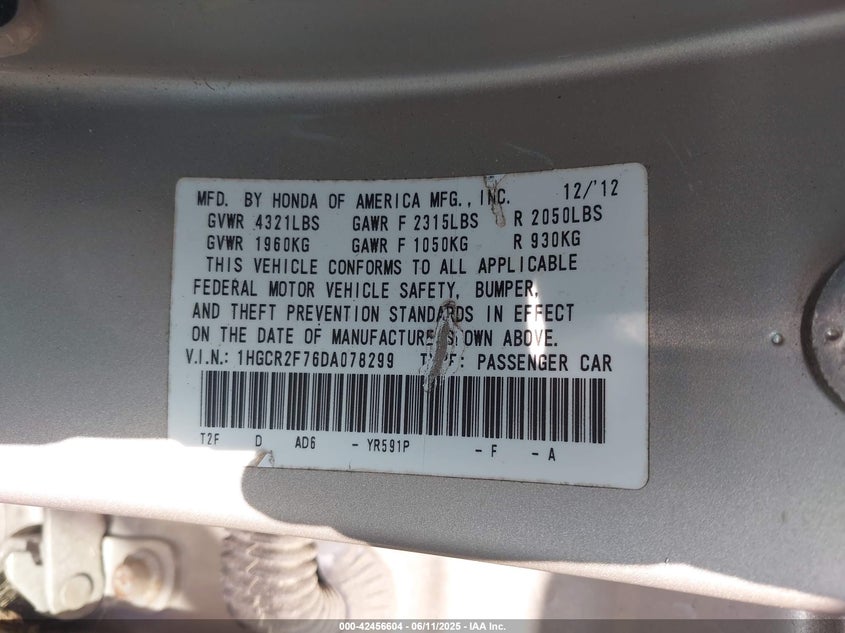 MFD. BY HONDA OF AMERICA MFG., INC. 12/'12
GVWR 4321LBS GAWR F 2315LBS R 2050LBS
GVWR 1960KG GAWR F 1050KG R 930KG
THIS VEHICLE CONFORMS TO ALL APPLICABLE
FEDERAL MOTOR VEHICLE SAFETY, BUMPER,
AND THEFT PREVENTION STANDARDS IN EFFECT
ON THE DATE OF MANUFACTURE ABOVE.
V.I.N.: 1HGCR2F76DA078299 TYPE: PASSENGER CAR
T2F D AD6 - YR591P - F - A
000-42456604 - 06/11/2025 - IAA Inc.